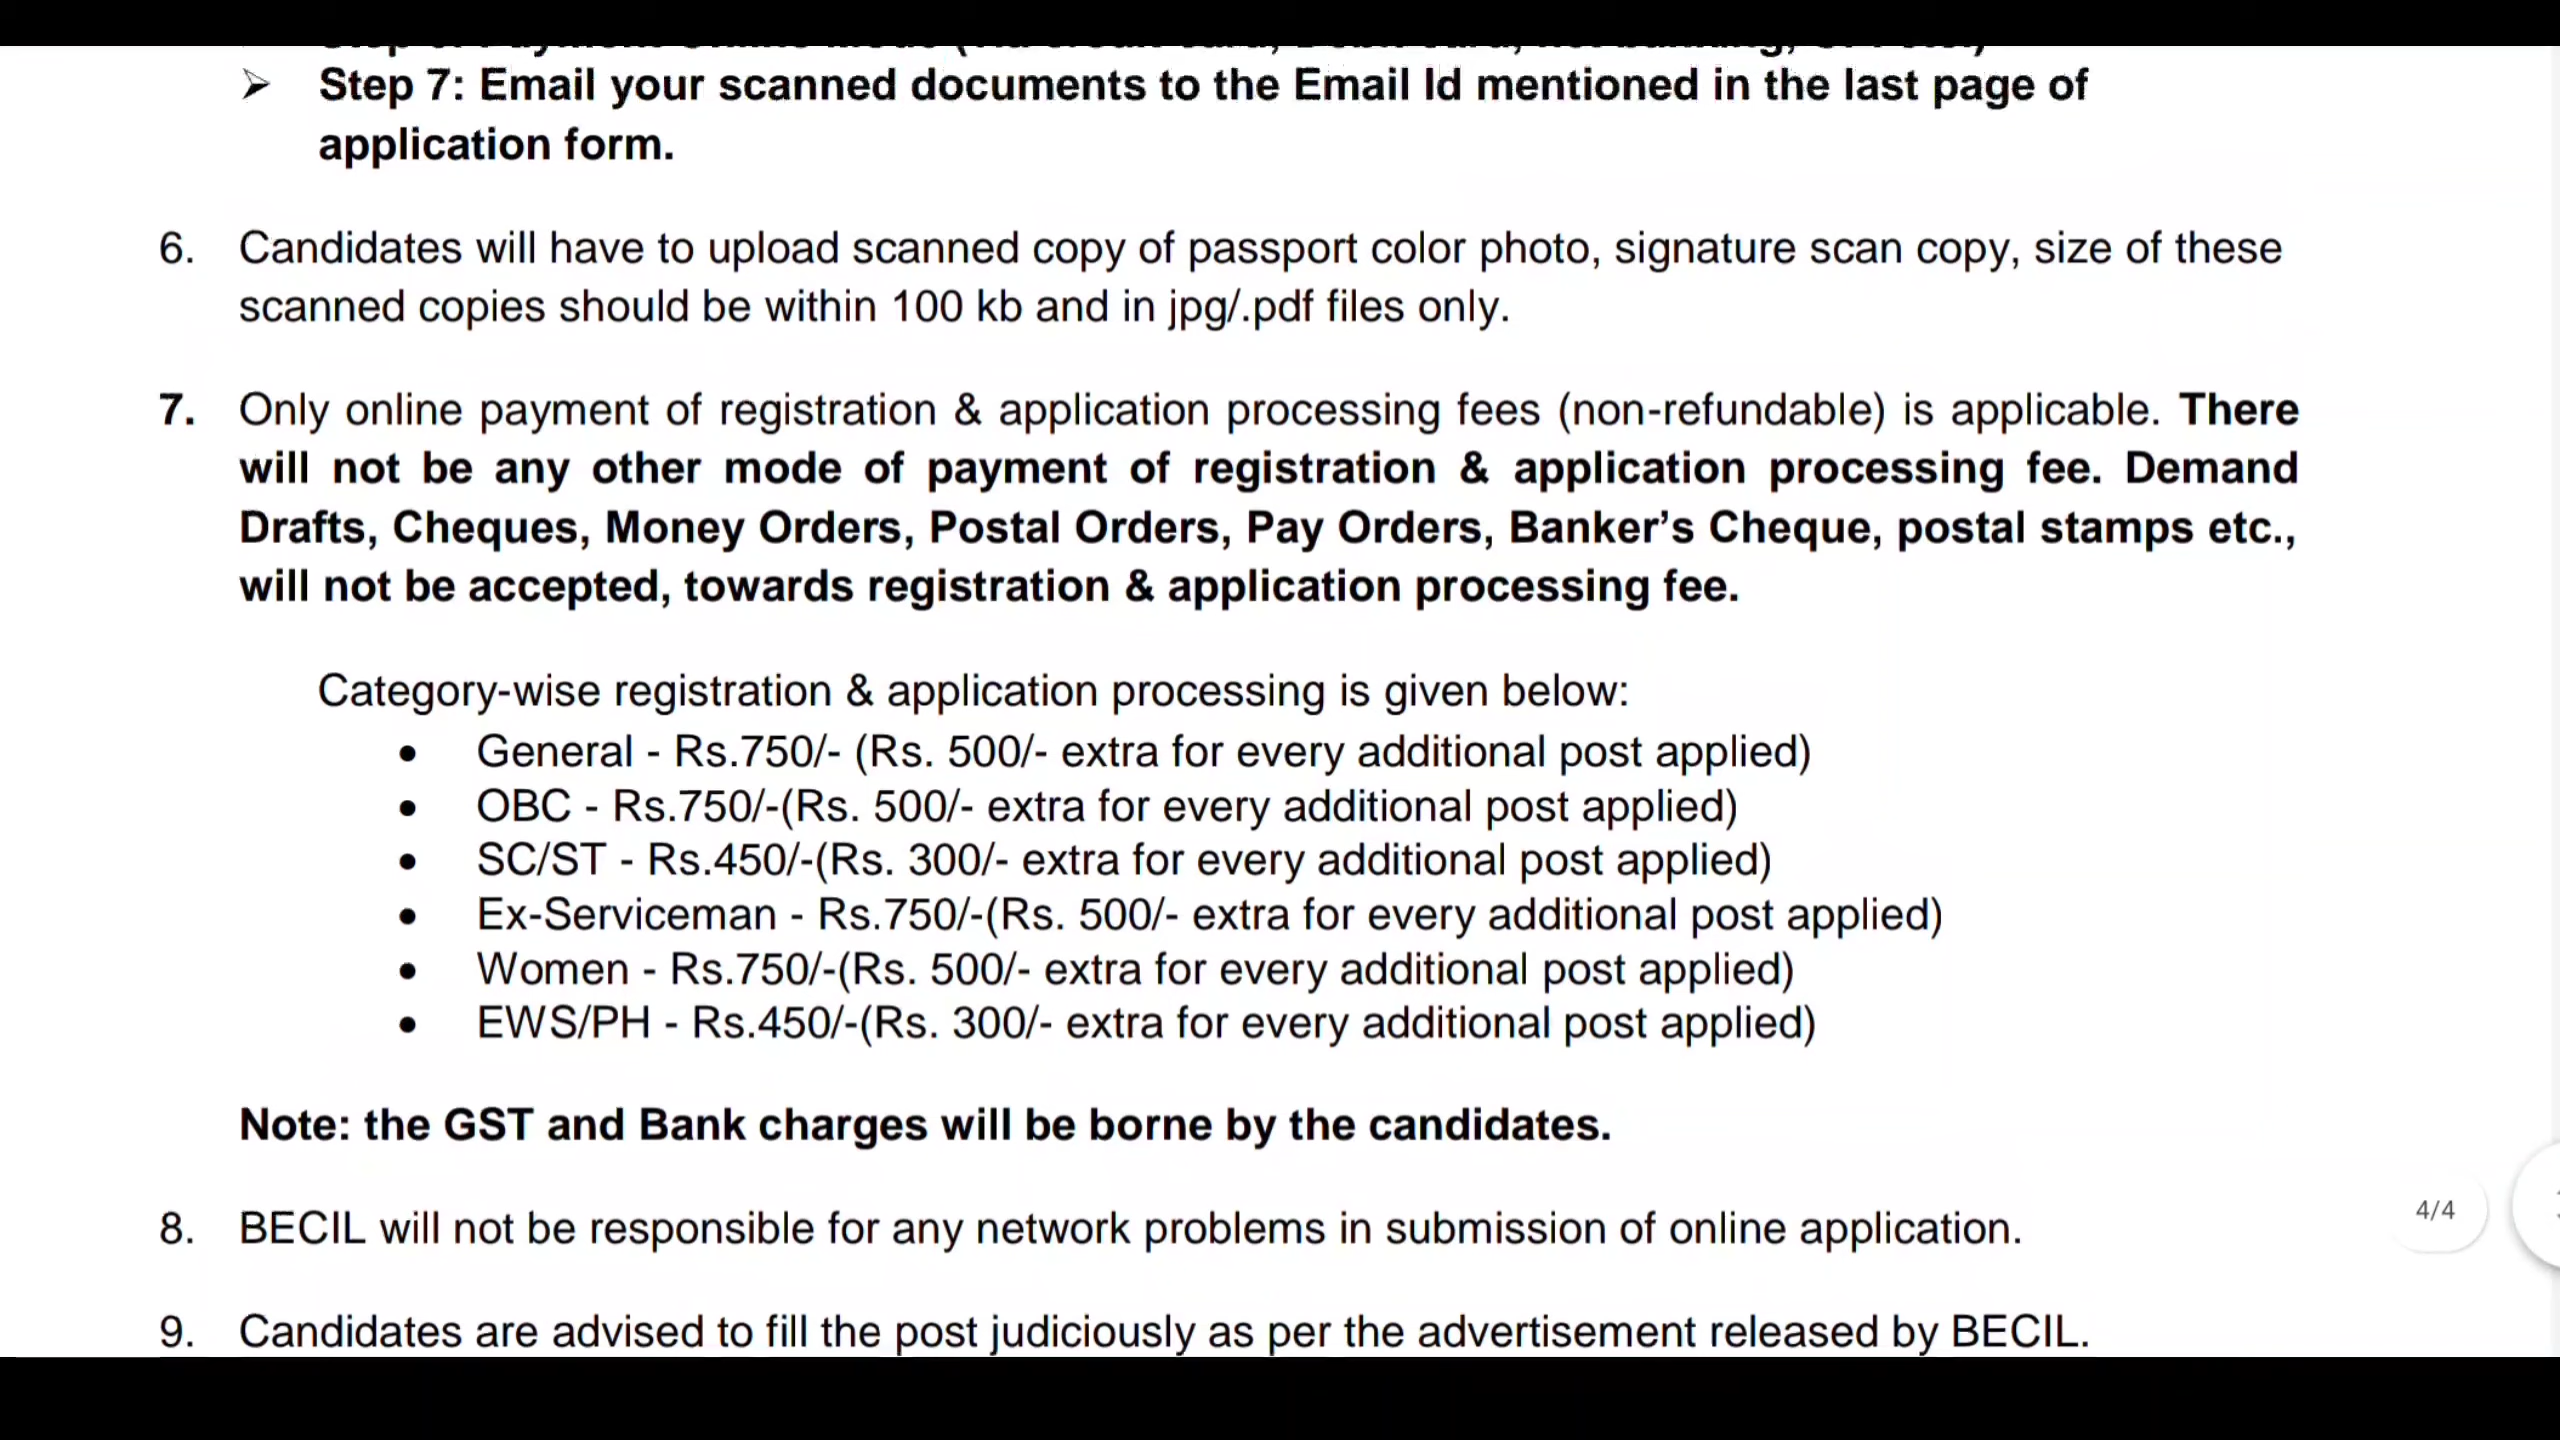 ➢ Step 7: Email your scanned documents to the Email Id mentioned in the last page of
application form.
6. Candidates will have to upload scanned copy of passport color photo, signature scan copy, size of these
scanned copies should be within 100 kb and in jpg/.pdf files only.
7. Only online payment of registration & application processing fees (non-refundable) is applicable. There
will not be any other mode of payment of registration & application processing fee. Demand
Drafts, Cheques, Money Orders, Postal Orders, Pay Orders, Banker’s Cheque, postal stamps etc.,
will not be accepted, towards registration & application processing fee.
Category-wise registration & application processing is given below:
• General - Rs.750/- (Rs. 500/- extra for every additional post applied)
• OBC - Rs.750/-(Rs. 500/- extra for every additional post applied)
• SC/ST - Rs.450/-(Rs. 300/- extra for every additional post applied)
• Ex-Serviceman - Rs.750/-(Rs. 500/- extra for every additional post applied)
• Women - Rs.750/-(Rs. 500/- extra for every additional post applied)
• EWS/PH - Rs.450/-(Rs. 300/- extra for every additional post applied)
Note: the GST and Bank charges will be borne by the candidates.
8. BECIL will not be responsible for any network problems in submission of online application.
4/4
9. Candidates are advised to fill the post judiciously as per the advertisement released by BECIL.